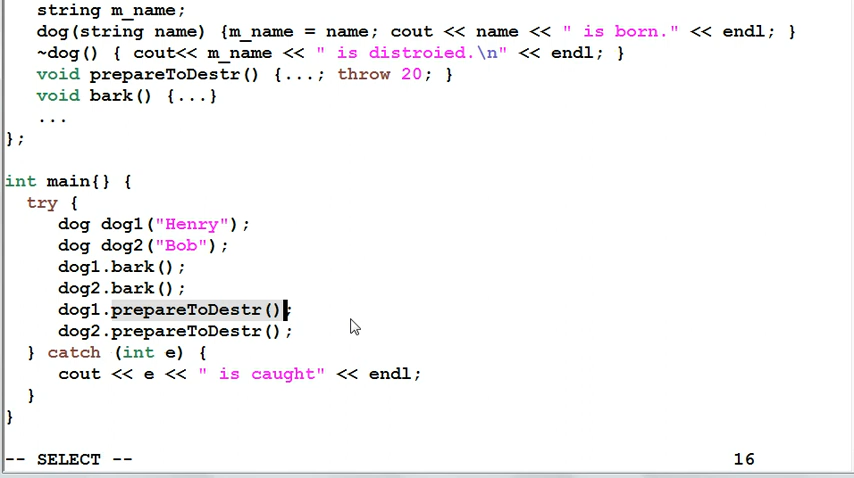 string m_name;
dog(string name) {m_name = name; cout << name << " is born." << endl; }
~dog() { cout<< m_name << " is distroied.\n" << endl; }
void prepareToDestr() {...; throw 20; }
void bark() {...}
...
};
int main{} {
try {
dog dog1("Henry");
dog dog2("Bob");
dog1.bark();
dog2.bark();
dog1.prepareToDestr();
dog2.prepareToDestr();
} catch (int e) {
cout << e << " is caught" << endl;
}
}
-- SELECT -- 16